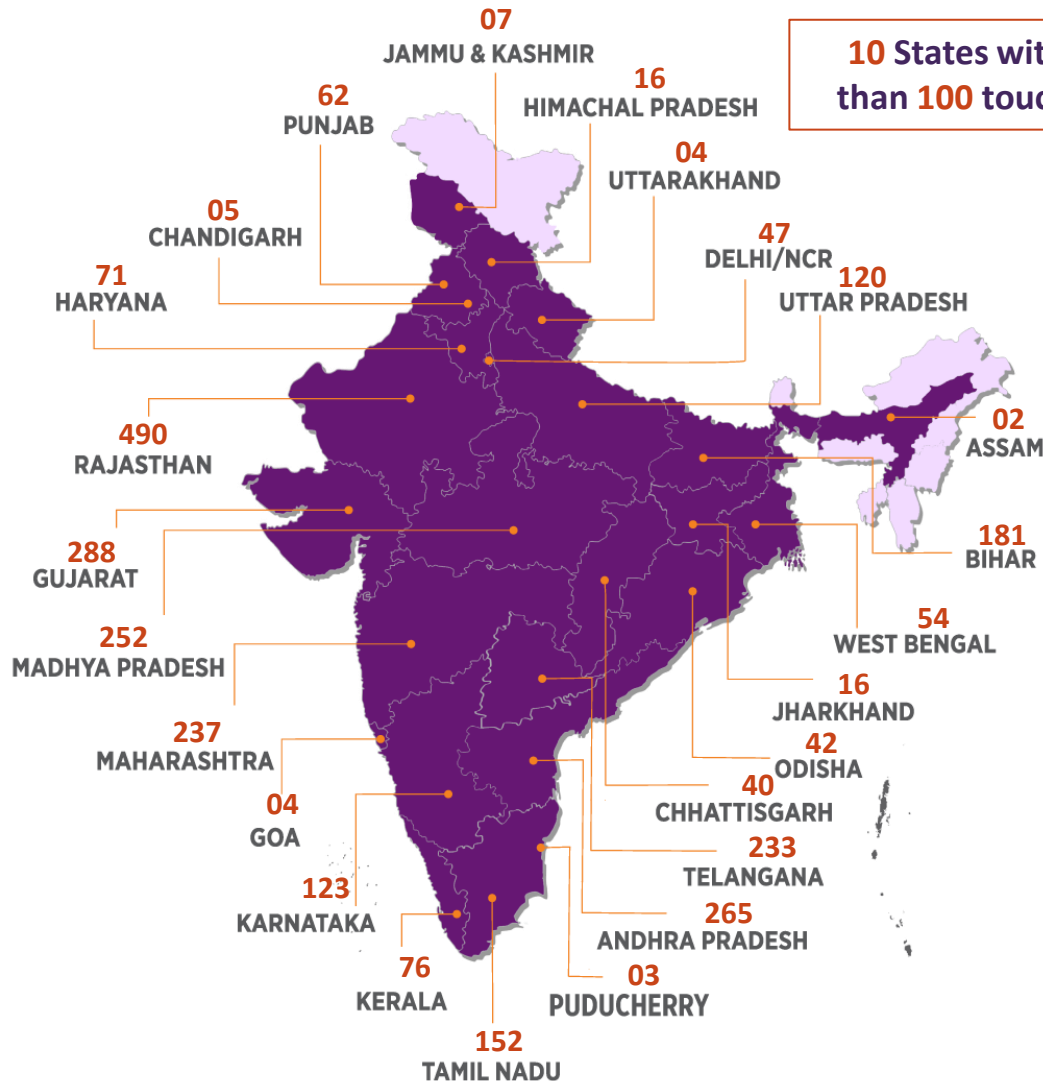 07
JAMMU & KASHMIR
10 States wit
than 100 touc
16
HIMACHAL PRADESH
62
PUNJAB
04
UTTARAKHAND
05
CHANDIGARH
47
DELHI/NCR
71
HARYANA
120
UTTAR PRADESH
02
ASSAM
490
RAJASTHAN
181
BIHAR
288
GUJARAT
54
WEST BENGAL
252
MADHYA PRADESH
16
JHARKHAND
237
MAHARASHTRA
42
ODISHA
40
CHHATTISGARH
04
GOA
233
TELANGANA
123
KARNATAKA
265
ANDHRA PRADESH
76
KERALA
03
PUDUCHERRY
152
TAMIL NADU